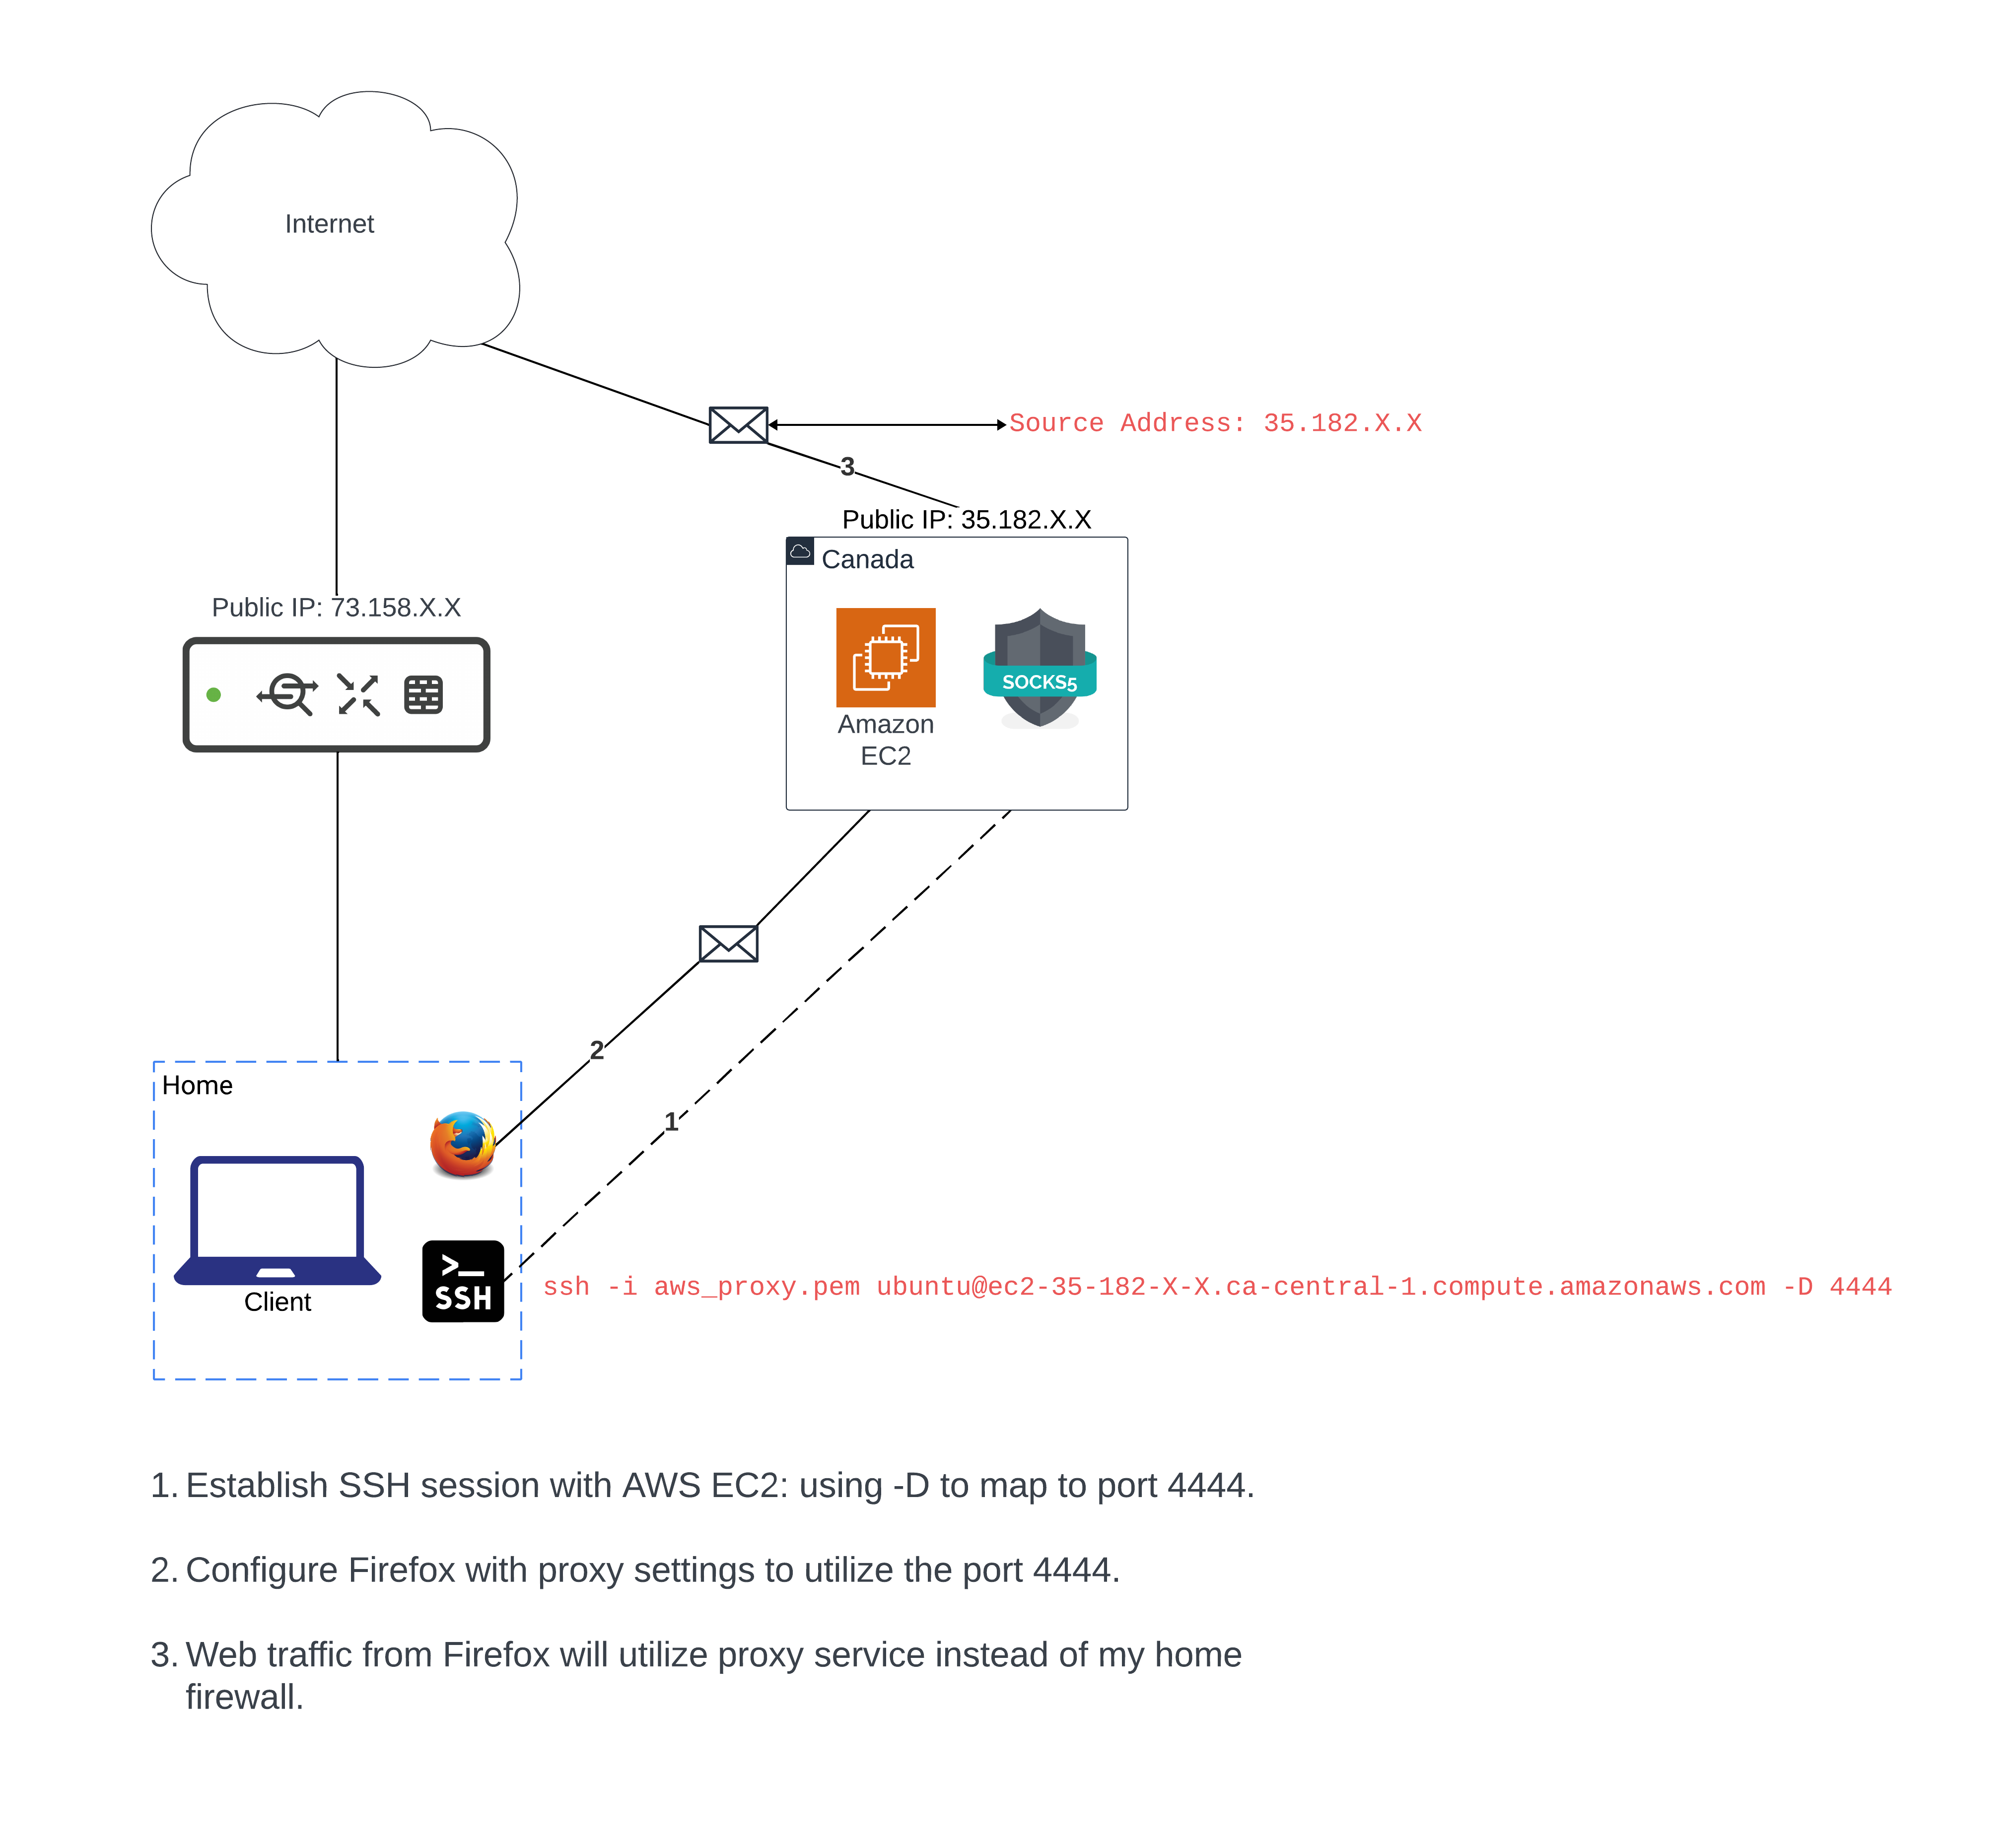 Internet
Source Address: 35.182.X.X
3
Public IP: 35.182.X.X
Canada
Public IP: 73.158.X.X
SOCKS5
Amazon
EC2
2
Home
1
>_
SSH
ssh -i aws_proxy.pem ubuntu@ec2-35-182-X-X.ca-central-1.compute.amazonaws.com -D 4444
Client
1. Establish SSH session with AWS EC2: using -D to map to port 4444.
2. Configure Firefox with proxy settings to utilize the port 4444.
3. Web traffic from Firefox will utilize proxy service instead of my home
firewall.